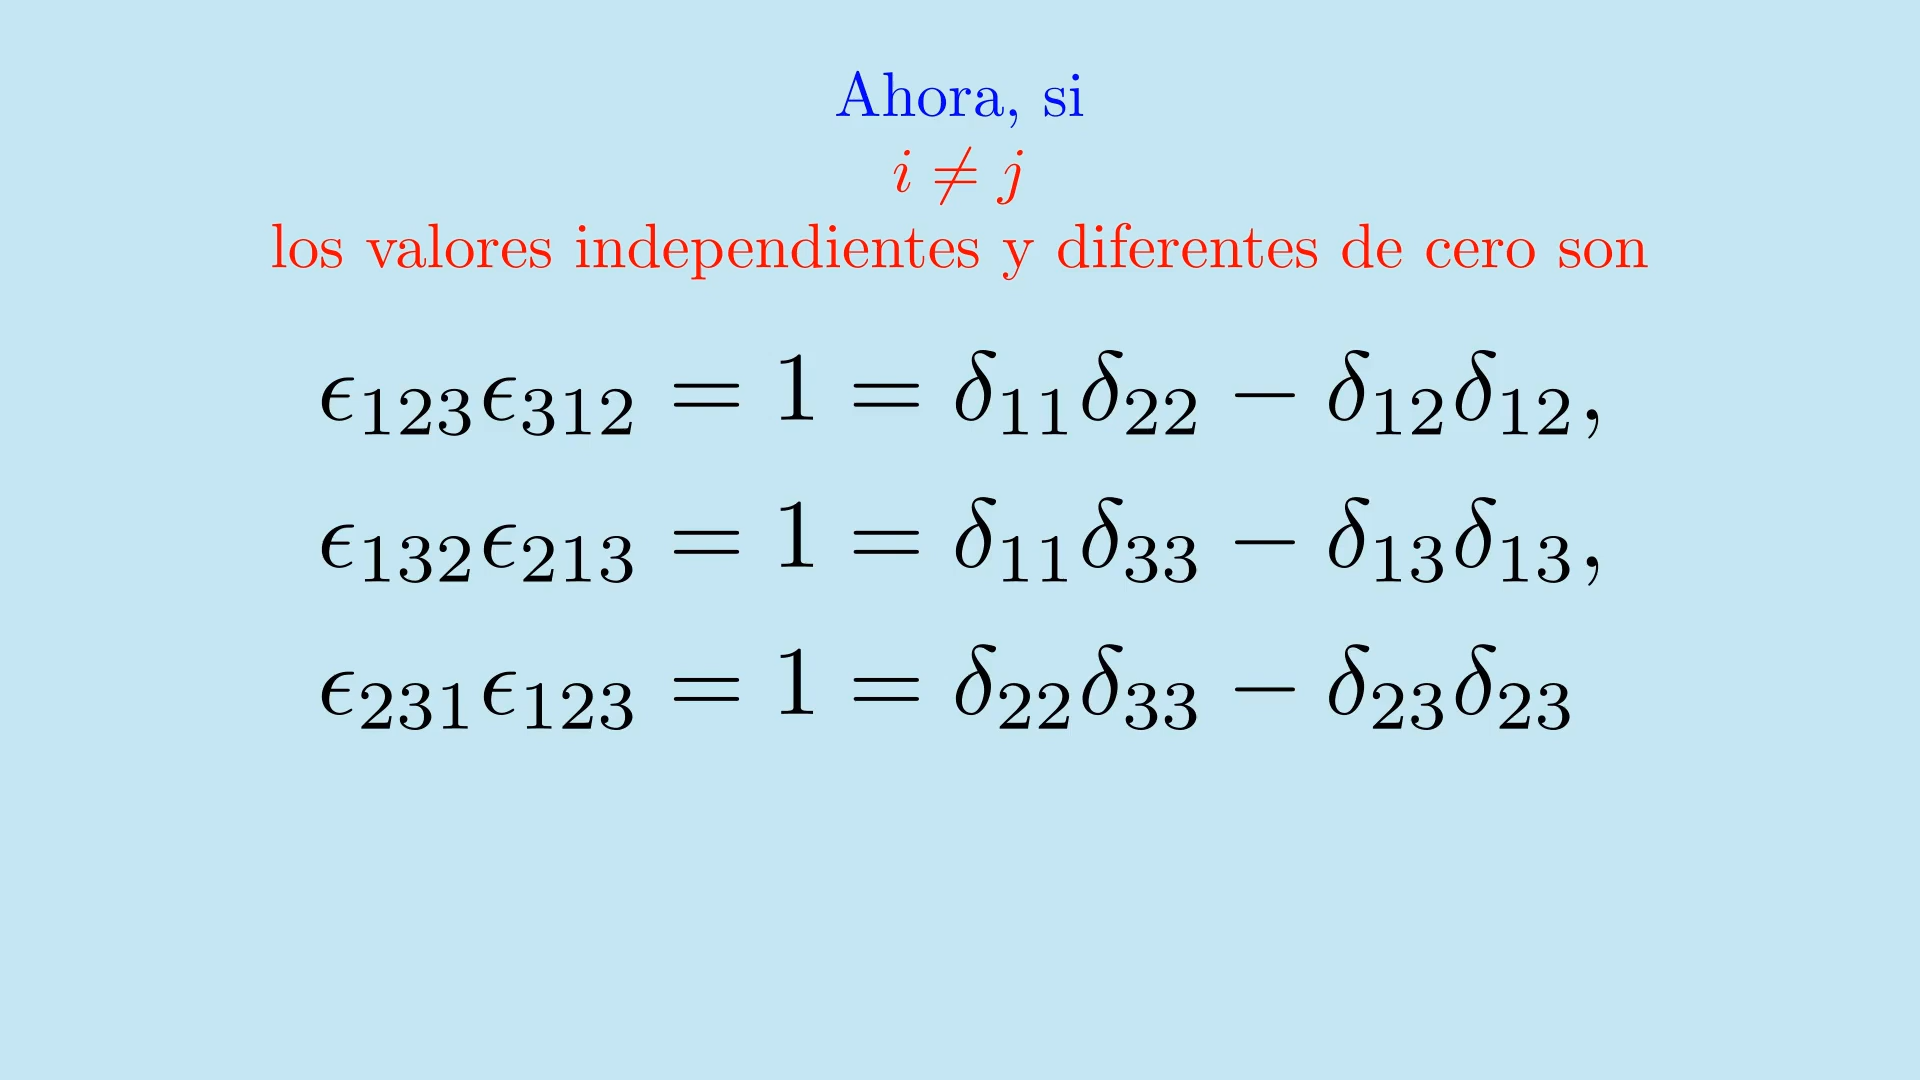 Ahora, si
i ≠ j
los valores independientes y diferentes de cero son
ϵ₁₂₃ϵ₃₁₂ = 1 = δ₁₁δ₂₂ − δ₁₂δ₁₂,
ϵ₁₃₂ϵ₂₁₃ = 1 = δ₁₁δ₃₃ − δ₁₃δ₁₃,
ϵ₂₃₁ϵ₁₂₃ = 1 = δ₂₂δ₃₃ − δ₂₃δ₂₃